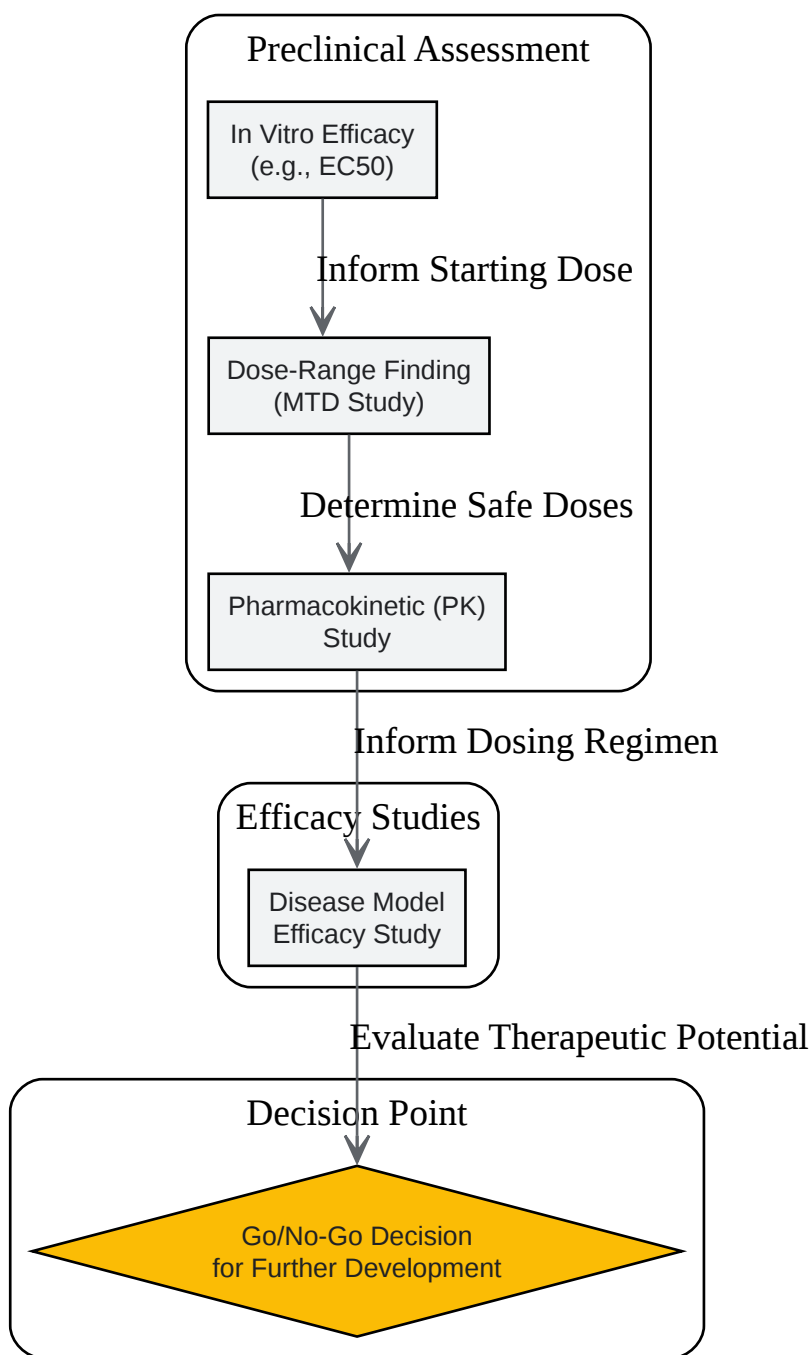 Preclinical Assessment
In Vitro Efficacy
(e.g., EC50)
Inform Starting Dose
Dose-Range Finding
(MTD Study)
Determine Safe Doses
Pharmacokinetic (PK)
Study
Inform Dosing Regimen
Efficacy Studies
Disease Model
Efficacy Study
Evaluate Therapeutic Potential
Decision Point
Go/No-Go Decision
for Further Development